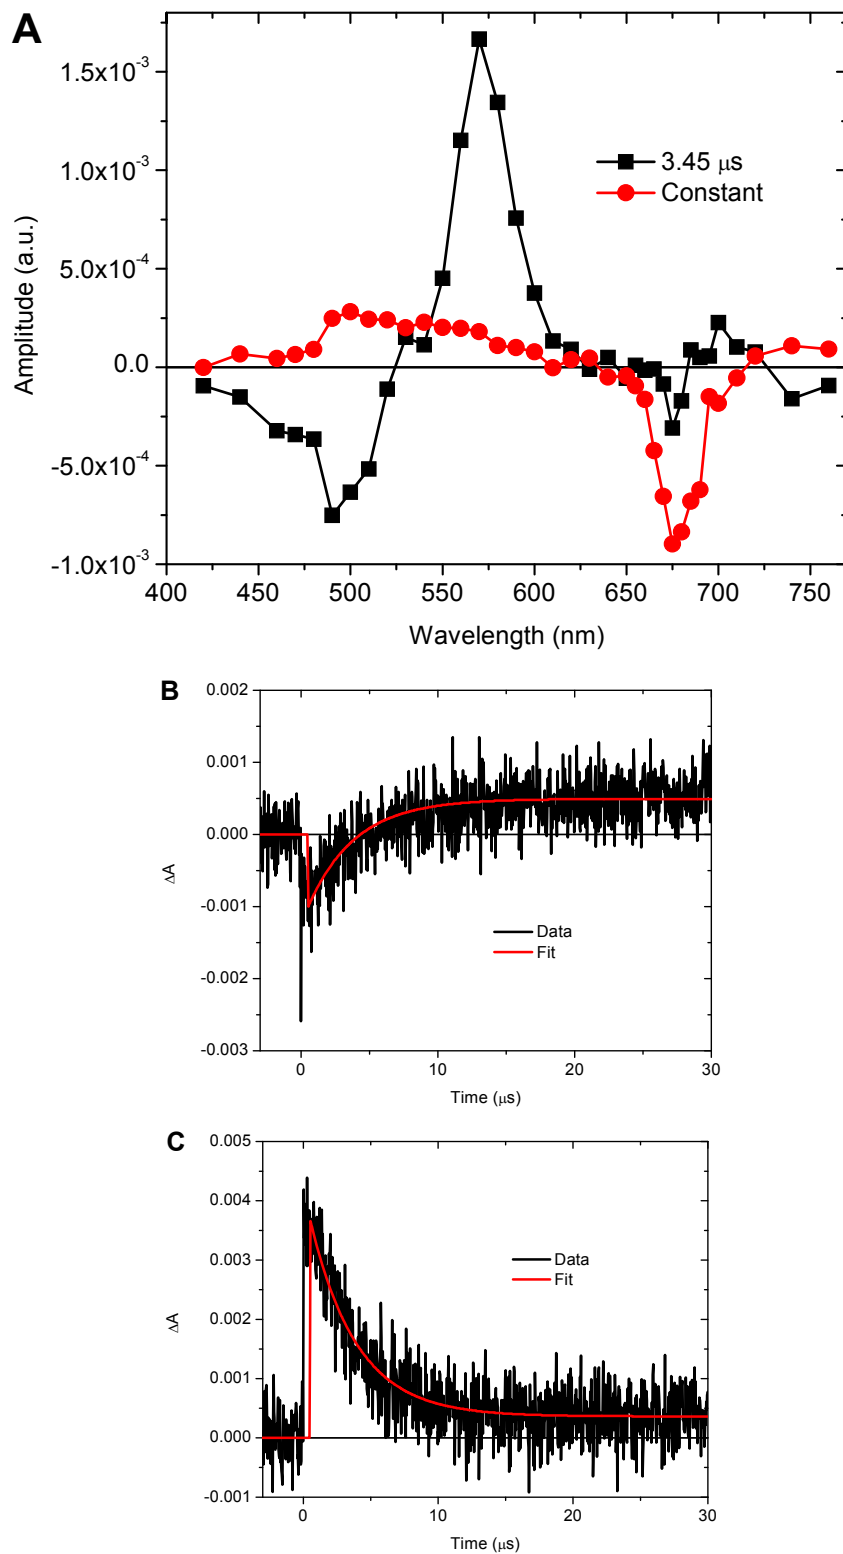 A
1.5x10⁻³
1.0x10⁻³
5.0x10⁻⁴
0.0
-5.0x10⁻⁴
-1.0x10⁻³
Amplitude (a.u.)
3.45 μs
Constant
400 450 500 550 600 650 700 750
Wavelength (nm)
B
0.002
0.001
0.000
-0.001
-0.002
-0.003
ΔA
Data
Fit
0 10 20 30
Time (μs)
C
0.005
0.004
0.003
0.002
0.001
0.000
-0.001
ΔA
Data
Fit
0 10 20 30
Time (μs)